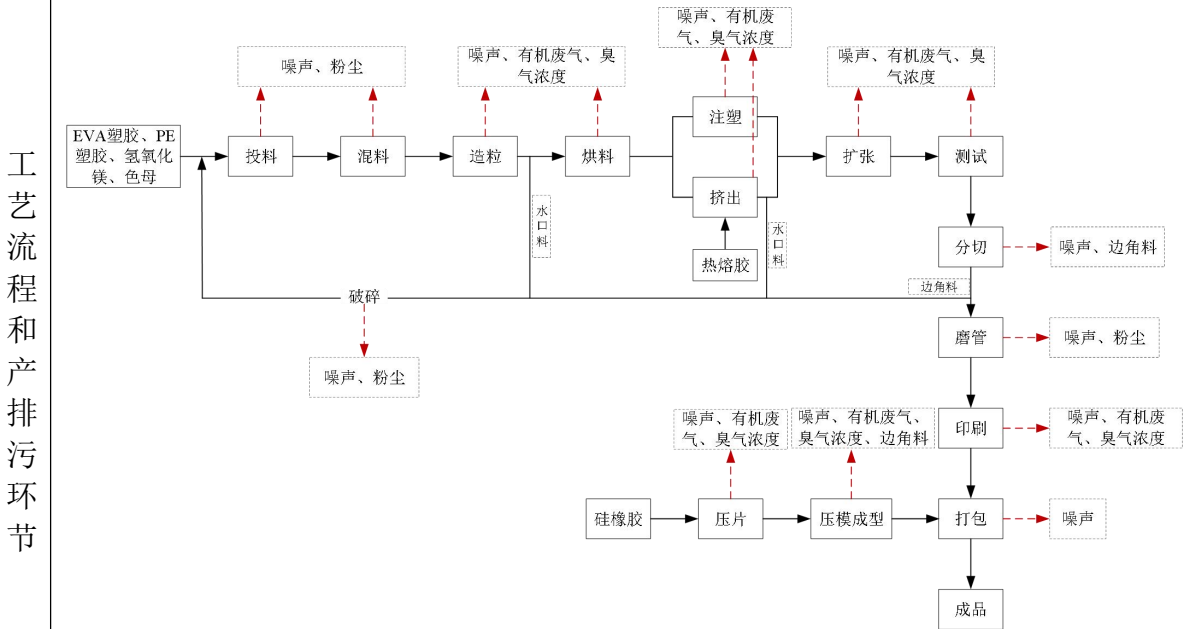 工艺流程和产排污环节
噪声、粉尘
噪声、有机废气、臭
气浓度
噪声、有机废
气、臭气浓度
噪声、有机废气、臭
气浓度
EVA塑胶、PE
塑胶、氢氧化
镁、色母
投料
混料
造粒
烘料
注塑
挤出
扩张
测试
水口料
水口料
热熔胶
分切
噪声、边角料
边角料
破碎
噪声、粉尘
磨管
噪声、粉尘
噪声、有机废
气、臭气浓度
噪声、有机废气、
臭气浓度、边角料
印刷
噪声、有机废
气、臭气浓度
硅橡胶
压片
压模成型
打包
噪声
成品